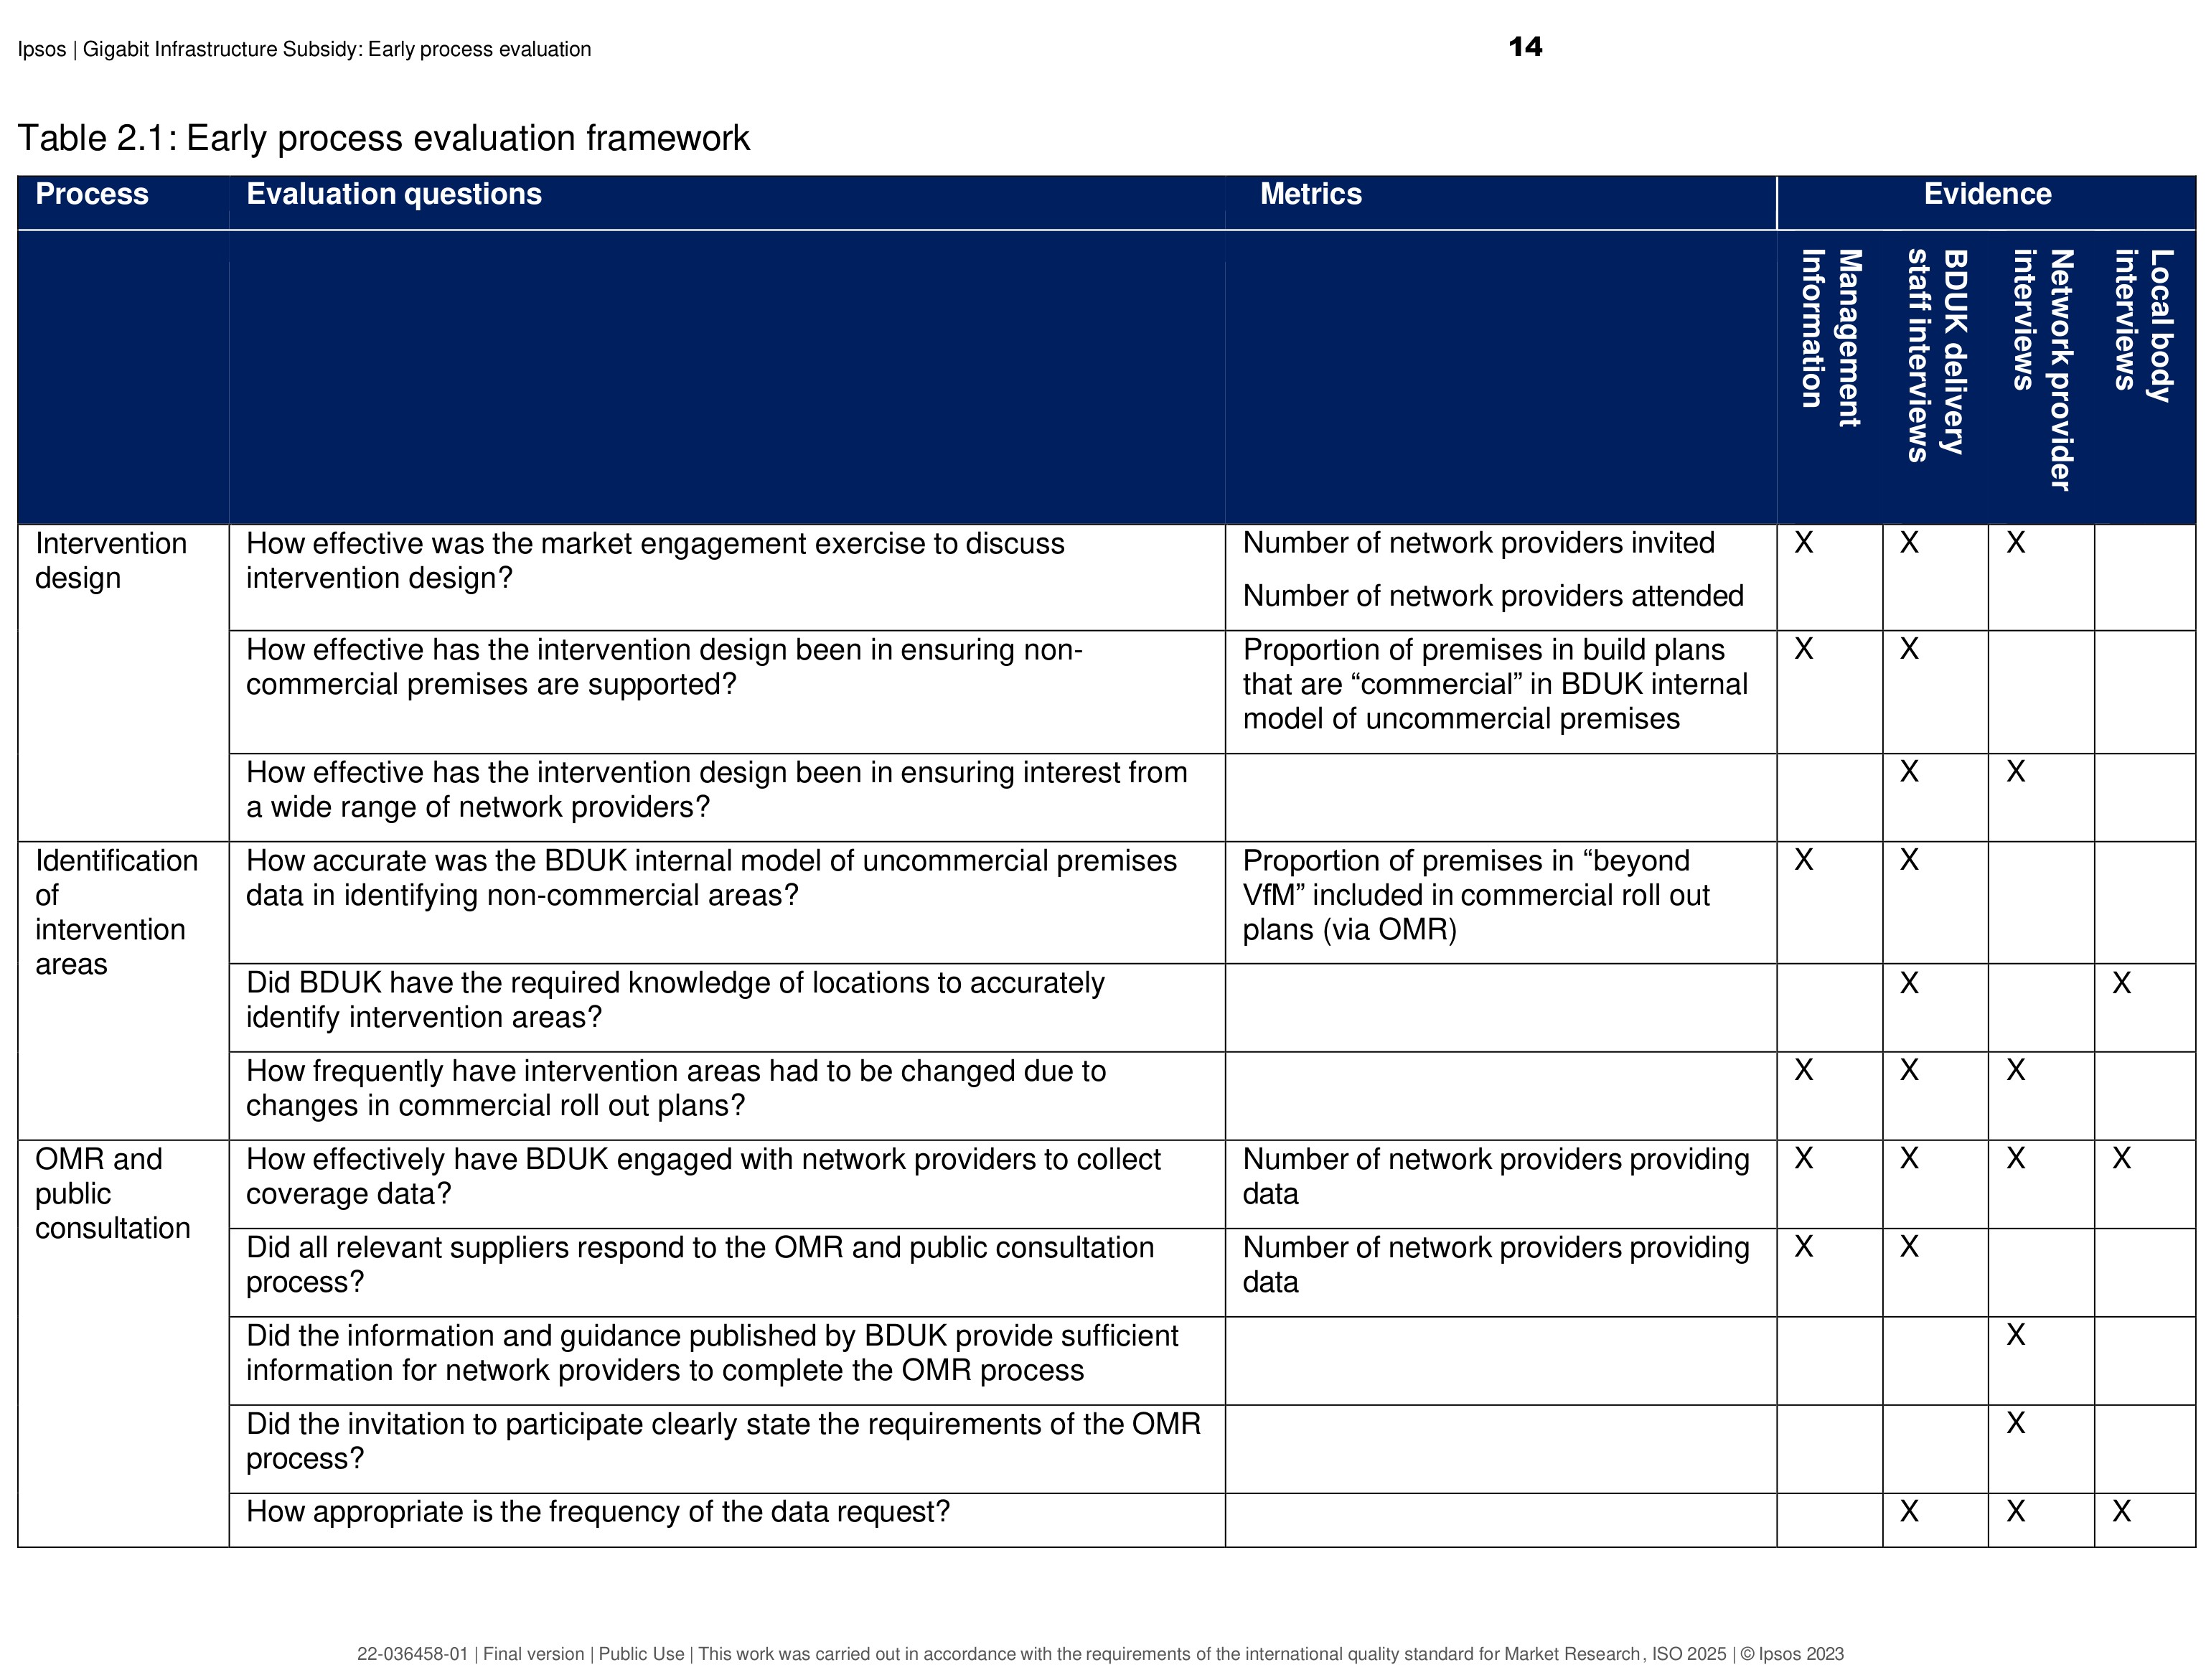 Ipsos | Gigabit Infrastructure Subsidy: Early process evaluation
14
Table 2.1: Early process evaluation framework
Process
Evaluation questions
Metrics
Evidence
Management
Information
BDUK delivery
staff interviews
Network provider
interviews
Local body
interviews
Intervention
design
How effective was the market engagement exercise to discuss
intervention design?
Number of network providers invited
Number of network providers attended
X X X
How effective has the intervention design been in ensuring non-
commercial premises are supported?
Proportion of premises in build plans
that are “commercial” in BDUK internal
model of uncommercial premises
X X
How effective has the intervention design been in ensuring interest from
a wide range of network providers?
X X
Identification
of
intervention
areas
How accurate was the BDUK internal model of uncommercial premises
data in identifying non-commercial areas?
Proportion of premises in “beyond
VfM” included in commercial roll out
plans (via OMR)
X X
Did BDUK have the required knowledge of locations to accurately
identify intervention areas?
X X
How frequently have intervention areas had to be changed due to
changes in commercial roll out plans?
X X X
OMR and
public
consultation
How effectively have BDUK engaged with network providers to collect
coverage data?
Number of network providers providing
data
X X X X
Did all relevant suppliers respond to the OMR and public consultation
process?
Number of network providers providing
data
X X
Did the information and guidance published by BDUK provide sufficient
information for network providers to complete the OMR process
X
Did the invitation to participate clearly state the requirements of the OMR
process?
X
How appropriate is the frequency of the data request?
X X X
22-036458-01 | Final version | Public Use | This work was carried out in accordance with the requirements of the international quality standard for Market Research, ISO 2025 | © Ipsos 2023